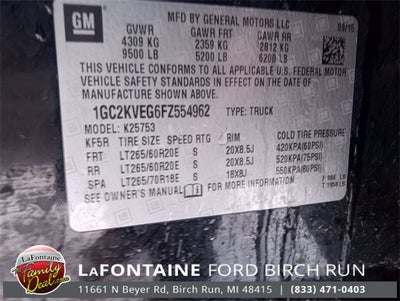 GM
MFD BY GENERAL MOTORS LLC
09/15
GVWR GAWR FRT GAWR RR
4309 KG 2359 KG 2812 KG
9500 LB 5200 LB 6200 LB
THIS VEHICLE CONFORMS TO ALL APPLICABLE U.S. FEDERAL MOTOR
VEHICLE SAFETY STANDARDS IN EFFECT ON THE DATE OF
MANUFACTURE SHOWN ABOVE.
1GC2KVEG6FZ554962 TYPE: TRUCK
MODEL: K25753
KF5R TIRE SIZE SPEED RTG RIM COLD TIRE PRESSURE
FRT LT265/60R20E S 20X8.5J 420KPA(60PSI)
RR LT265/60R20E S 20X8.5J 520KPA(75PSI)
SPA LT265/70R18E S 18X8J 550KPA(80PSI)
SEE OWNER'S MANUAL FOR MORE INFORMATION.
LaFontaine
Family
Deal.com
LAFONTAINE FORD BIRCH RUN
11661 N Beyer Rd, Birch Run, MI 48415 | (833) 471-0403